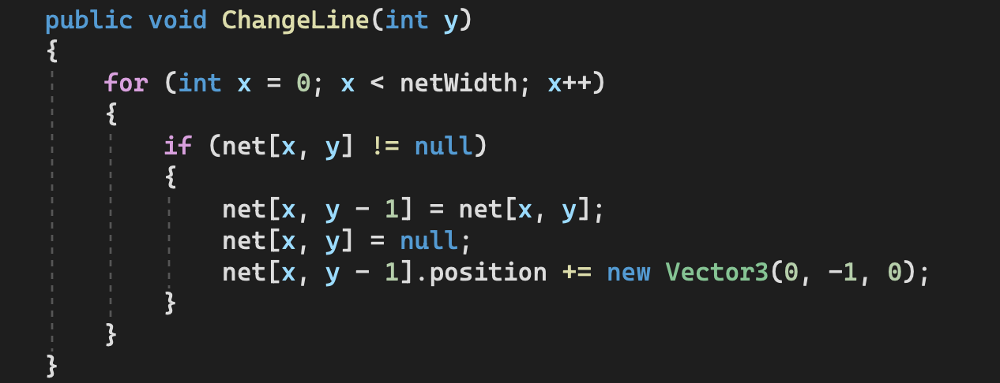 public void ChangeLine(int y)
{
    for (int x = 0; x < netWidth; x++)
    {
        if (net[x, y] != null)
        {
            net[x, y - 1] = net[x, y];
            net[x, y] = null;
            net[x, y - 1].position += new Vector3(0, -1, 0);
        }
    }
}